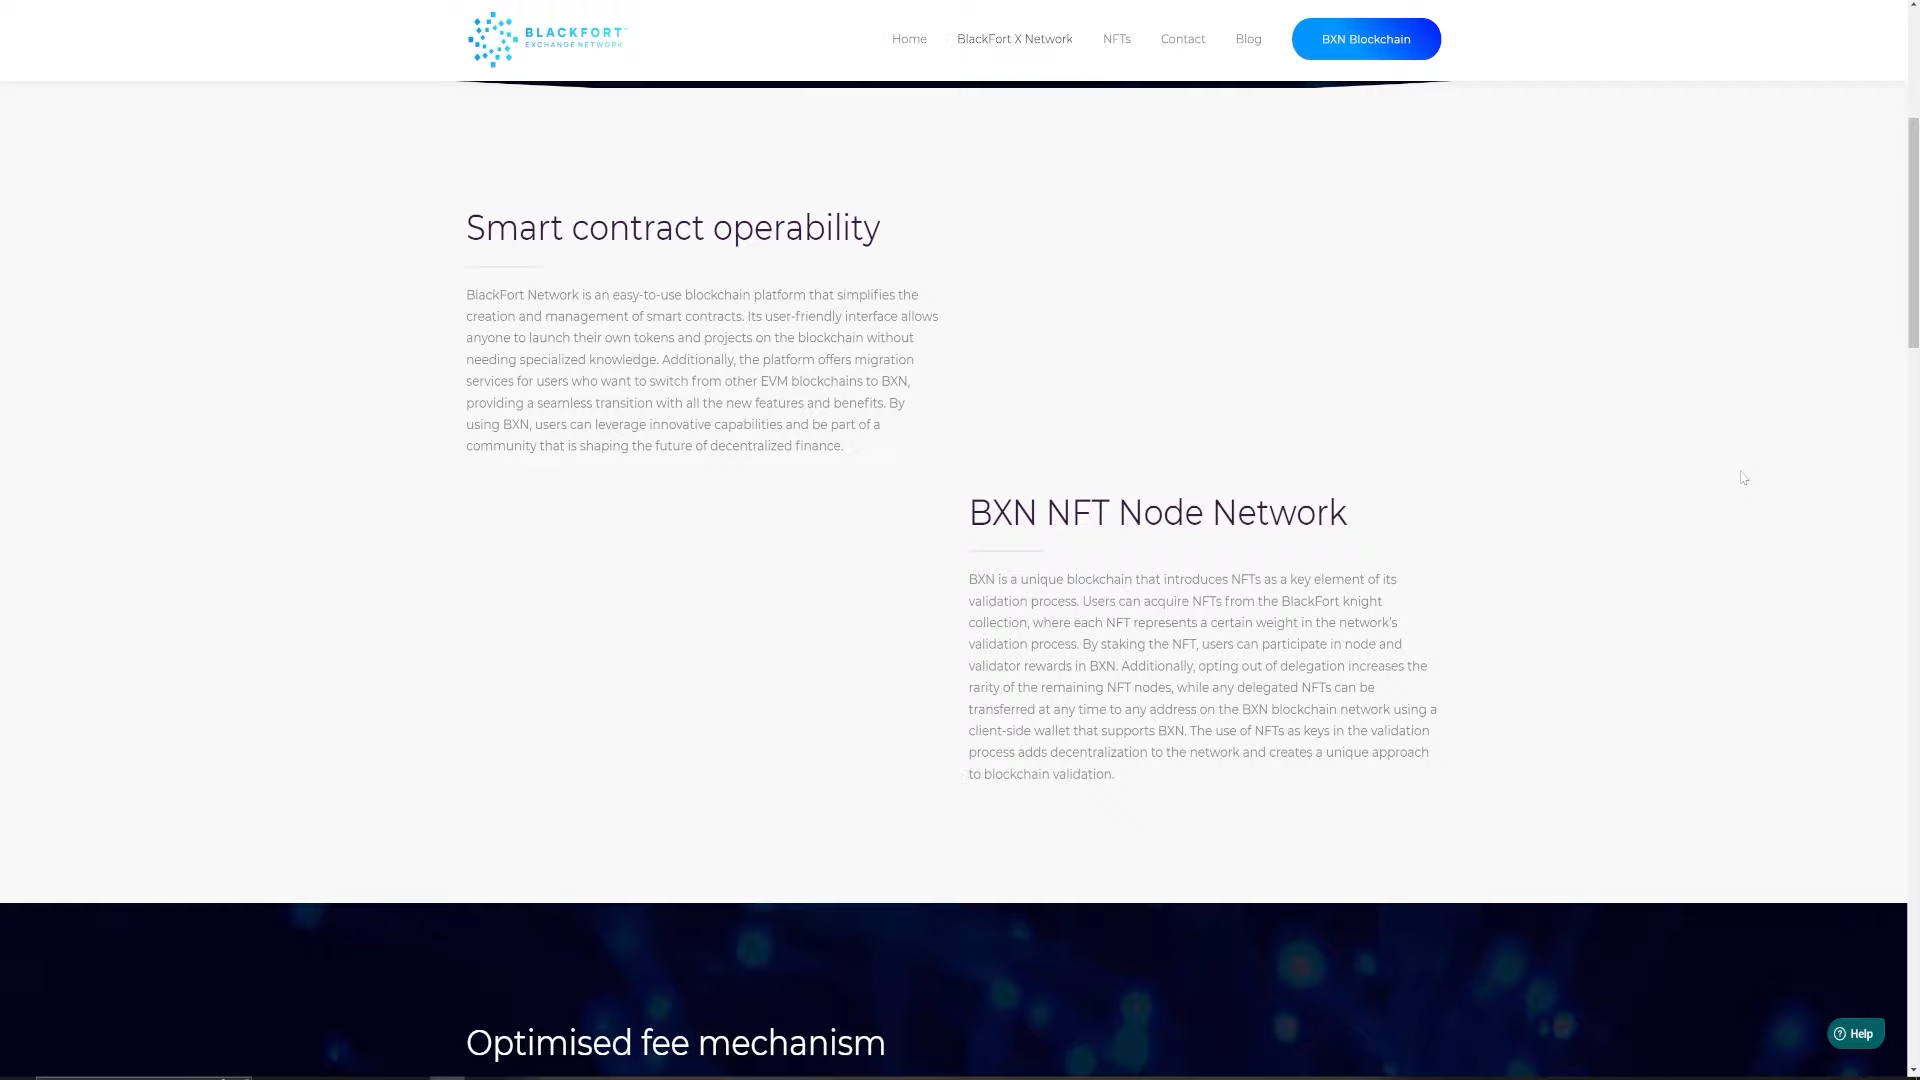 BLACKFORT
EXCHANGE NETWORK
Home
BlackFort X Network
NFTs
Contact
Blog
BXN Blockchain
Smart contract operability
BlackFort Network is an easy-to-use blockchain platform that simplifies the
creation and management of smart contracts. Its user-friendly interface allows
anyone to launch their own tokens and projects on the blockchain without
needing specialized knowledge. Additionally, the platform offers migration
services for users who want to switch from other EVM blockchains to BXN,
providing a seamless transition with all the new features and benefits. By
using BXN, users can leverage innovative capabilities and be part of a
community that is shaping the future of decentralized finance.
BXN NFT Node Network
BXN is a unique blockchain that introduces NFTs as a key element of its
validation process. Users can acquire NFTs from the BlackFort knight
collection, where each NFT represents a certain weight in the network's
validation process. By staking the NFT, users can participate in node and
validator rewards in BXN. Additionally, opting out of delegation increases the
rarity of the remaining NFT nodes, while any delegated NFTs can be
transferred at any time to any address on the BXN blockchain network using a
client-side wallet that supports BXN. The use of NFTs as keys in the validation
process adds decentralization to the network and creates a unique approach
to blockchain validation.
Optimised fee mechanism
Help